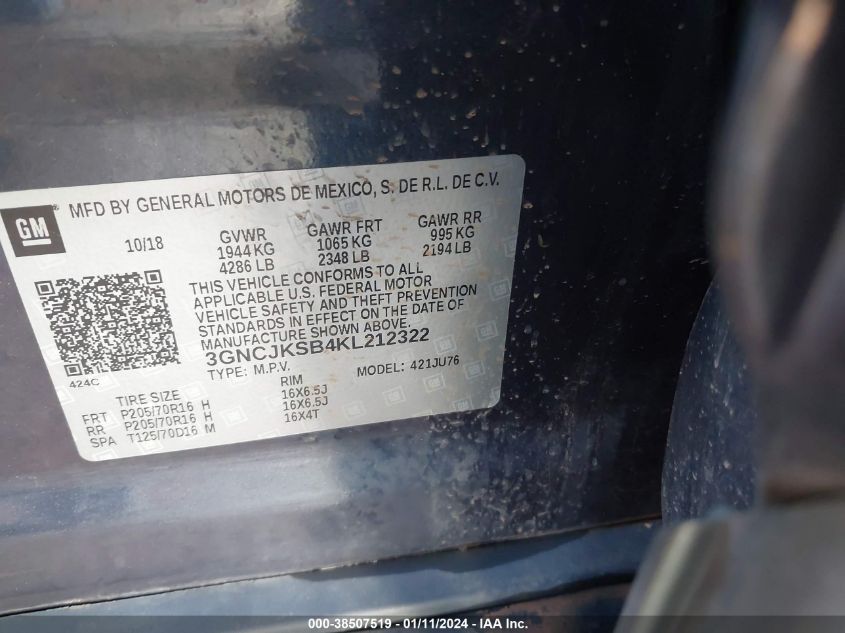 MFD BY GENERAL MOTORS DE MEXICO, S. DE R.L. DE C.V.
GM
10/18 GVWR GAWR FRT GAWR RR
1944 KG 1065 KG 995 KG
4286 LB 2348 LB 2194 LB
THIS VEHICLE CONFORMS TO ALL
APPLICABLE U.S. FEDERAL MOTOR
VEHICLE SAFETY AND THEFT PREVENTION
STANDARDS IN EFFECT ON THE DATE OF
MANUFACTURE SHOWN ABOVE.
3GNCJKSB4KL212322
424C TYPE: M.P.V. MODEL: 421JU76
TIRE SIZE RIM
FRT P205/70R16 H 16X6.5J
RR P205/70R16 H 16X6.5J
SPA T125/70D16 M 16X4T
000-38507519 - 01/11/2024 - IAA Inc.